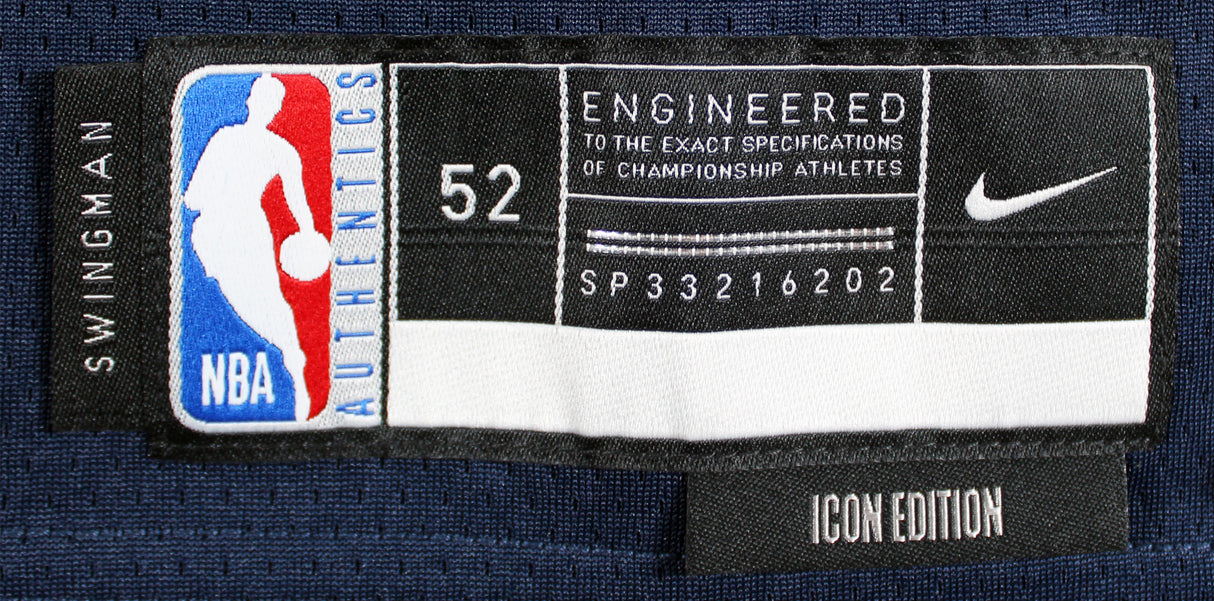 SWINGMAN
NBA
AUTHENTICS
52
ENGINEERED
TO THE EXACT SPECIFICATIONS
OF CHAMPIONSHIP ATHLETES
SP33216202
ICON EDITION